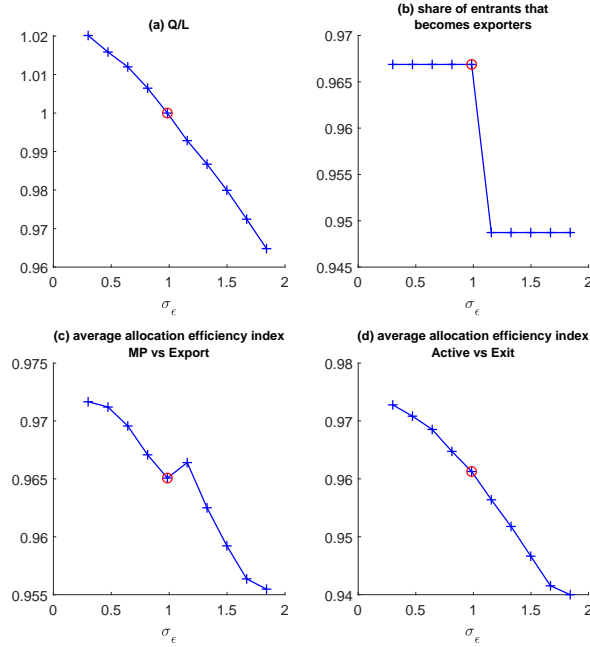 (a) Q/L
1.02
1.01
1
0.99
0.98
0.97
0.96
0 0.5 1 1.5 2
σϵ
(b) share of entrants that
becomes exporters
0.97
0.965
0.96
0.955
0.95
0.945
0 0.5 1 1.5 2
σϵ
(c) average allocation efficiency index
MP vs Export
0.975
0.97
0.965
0.96
0.955
0 0.5 1 1.5 2
σϵ
(d) average allocation efficiency index
Active vs Exit
0.98
0.97
0.96
0.95
0.94
0 0.5 1 1.5 2
σϵ